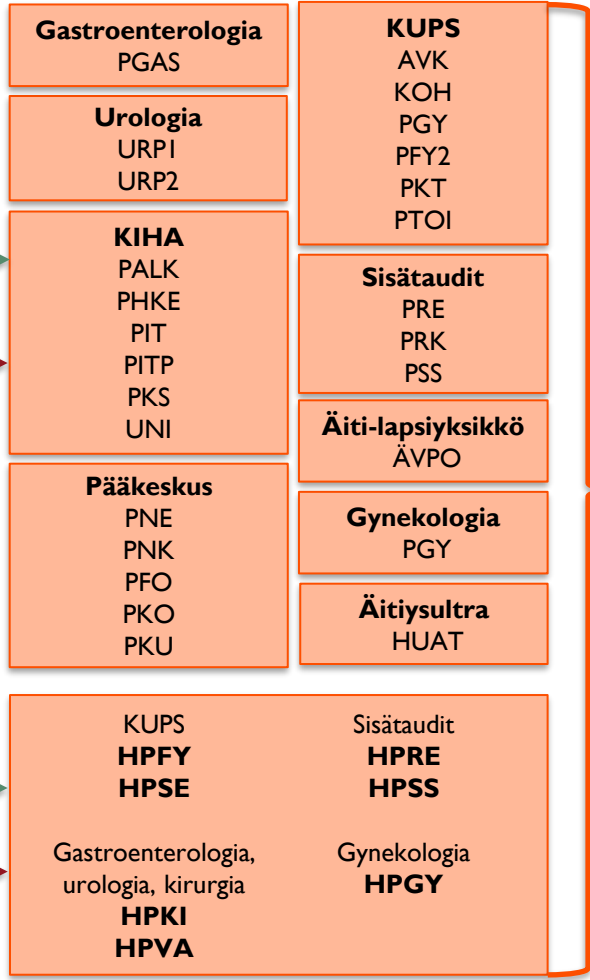 Gastroenterologia
PGAS
Urologia
URP1
URP2
KIHA
PALK
PHKE
PIT
PITP
PKS
UNI
Pääkeskus
PNE
PNK
PFO
PKO
PKU
KUPS
AVK
KOH
PGY
PFY2
PKT
PTOI
Sisätaudit
PRE
PRK
PSS
Äiti-lapsiyksikkö
ÄVPO
Gynekologia
PGY
Äitiysultra
HUAT
KUPS
HPFY
HPSE
Sisätaudit
HPRE
HPSS
Gastroenterologia,
urologia, kirurgia
HPKI
HPVA
Gynekologia
HPGY